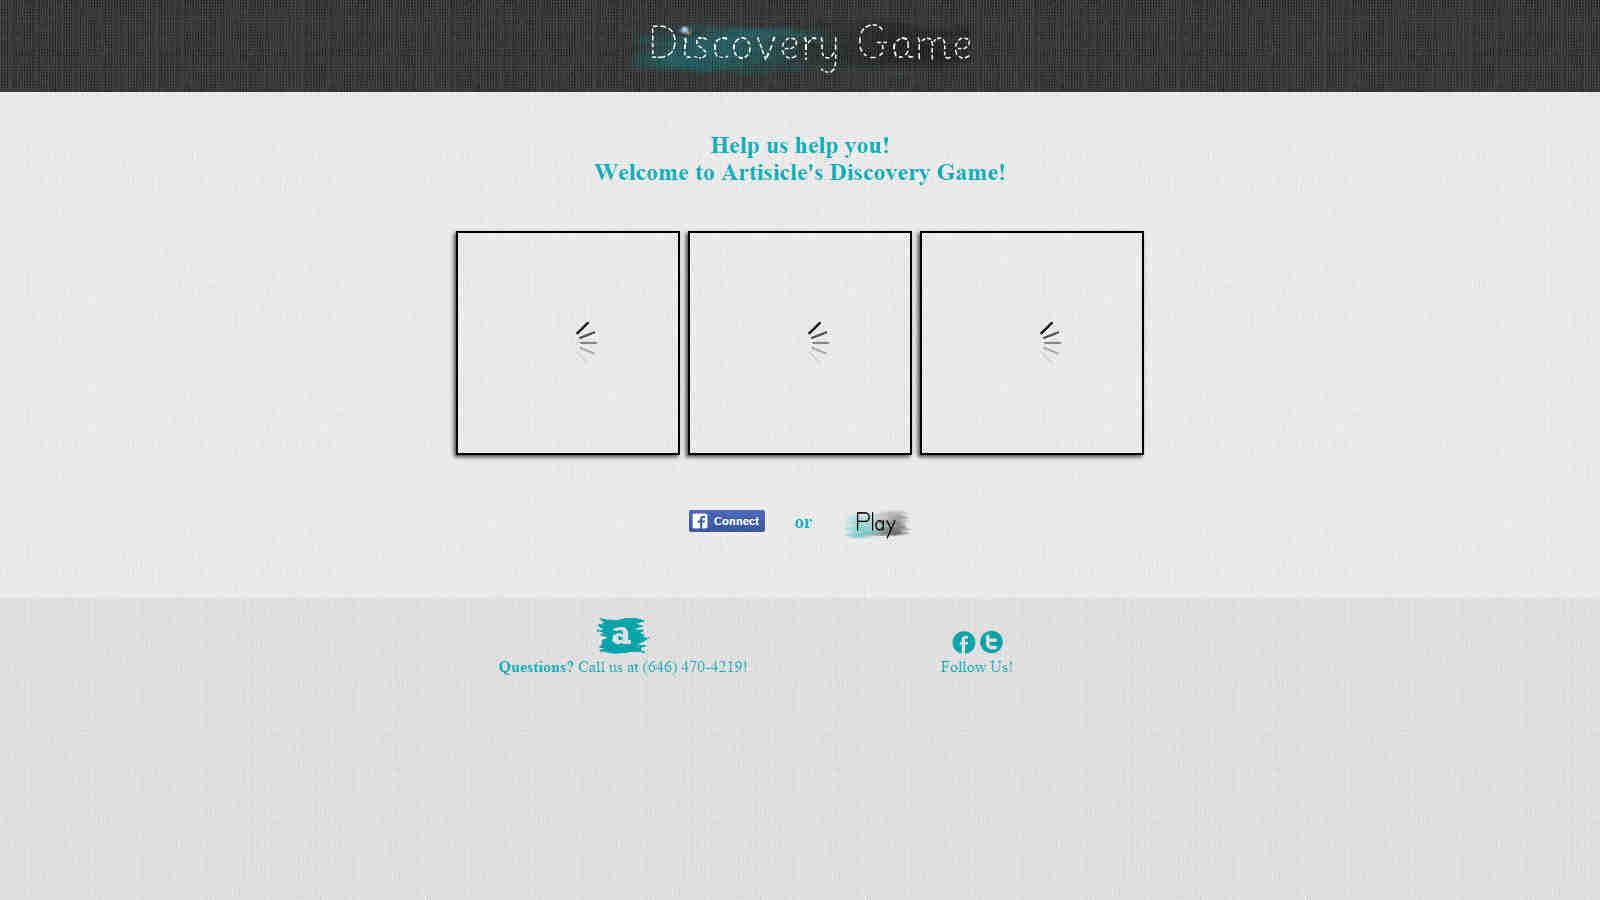 Discovery Game
Help us help you!
Welcome to Artisicle's Discovery Game!
Connect
or
Play
a
Questions? Call us at (646) 470-4219!
Follow Us!